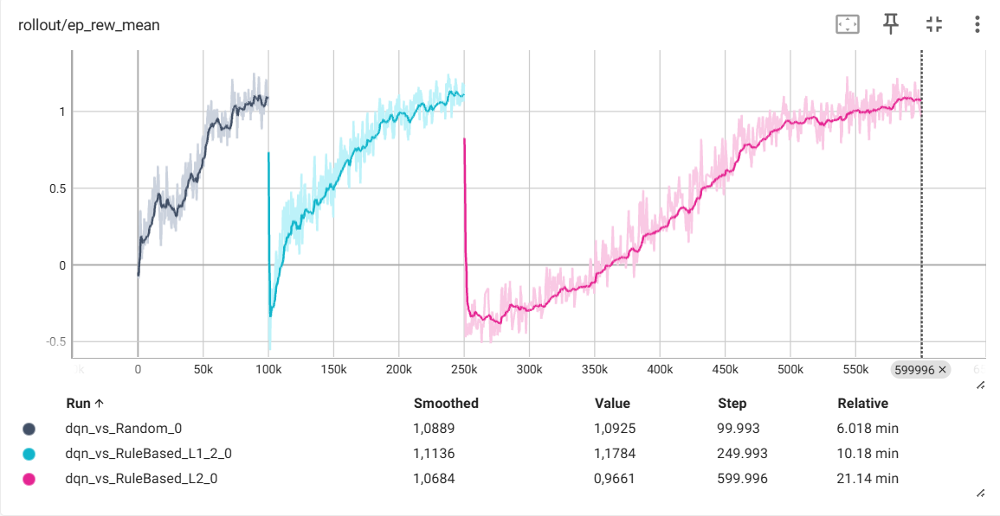 rollout/ep_rew_mean
1
0.5
0
-0.5
0 50k 100k 150k 200k 250k 300k 350k 400k 450k 500k 550k 599996 ✕
Run ↑ Smoothed Value Step Relative
dqn_vs_Random_0 1,0889 1,0925 99.993 6.018 min
dqn_vs_RuleBased_L1_2_0 1,1136 1,1784 249.993 10.18 min
dqn_vs_RuleBased_L2_0 1,0684 0,9661 599.996 21.14 min